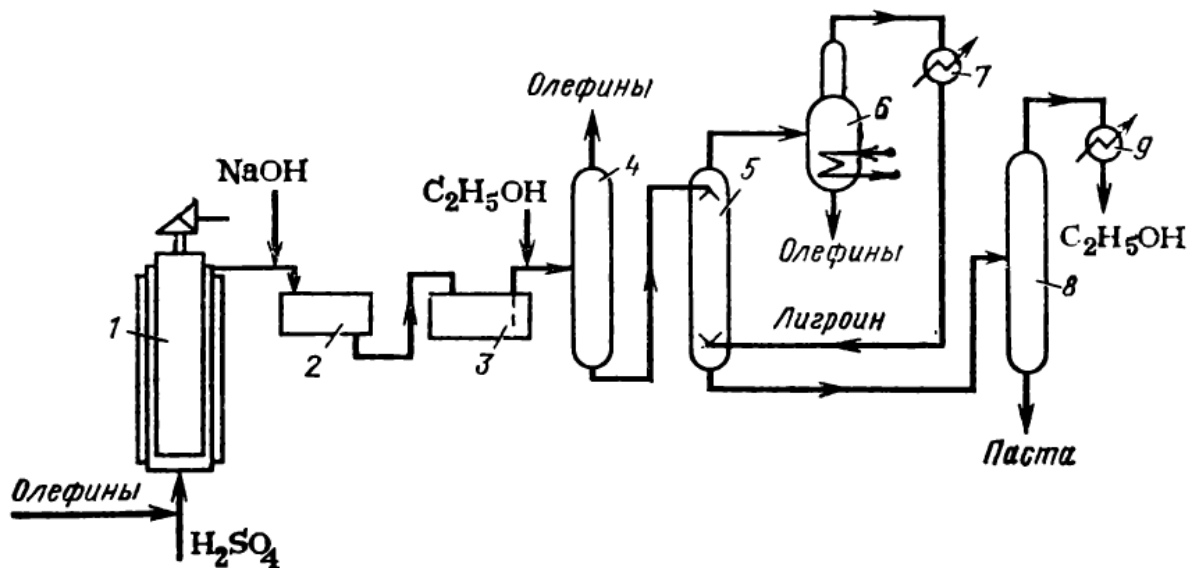 Олефины
H₂SO₄
1
NaOH
2
3
C₂H₅OH
Олефины
4
5
6
Олефины
7
Лигроин
8
9
C₂H₅OH
Паста